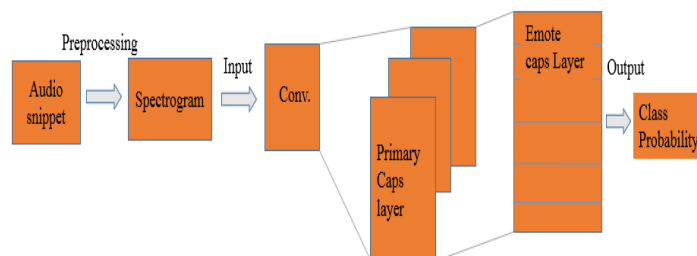 Preprocessing
Audio
snippet
Spectrogram
Input
Conv.
Primary
Caps
layer
Emote
caps Layer
Output
Class
Probability